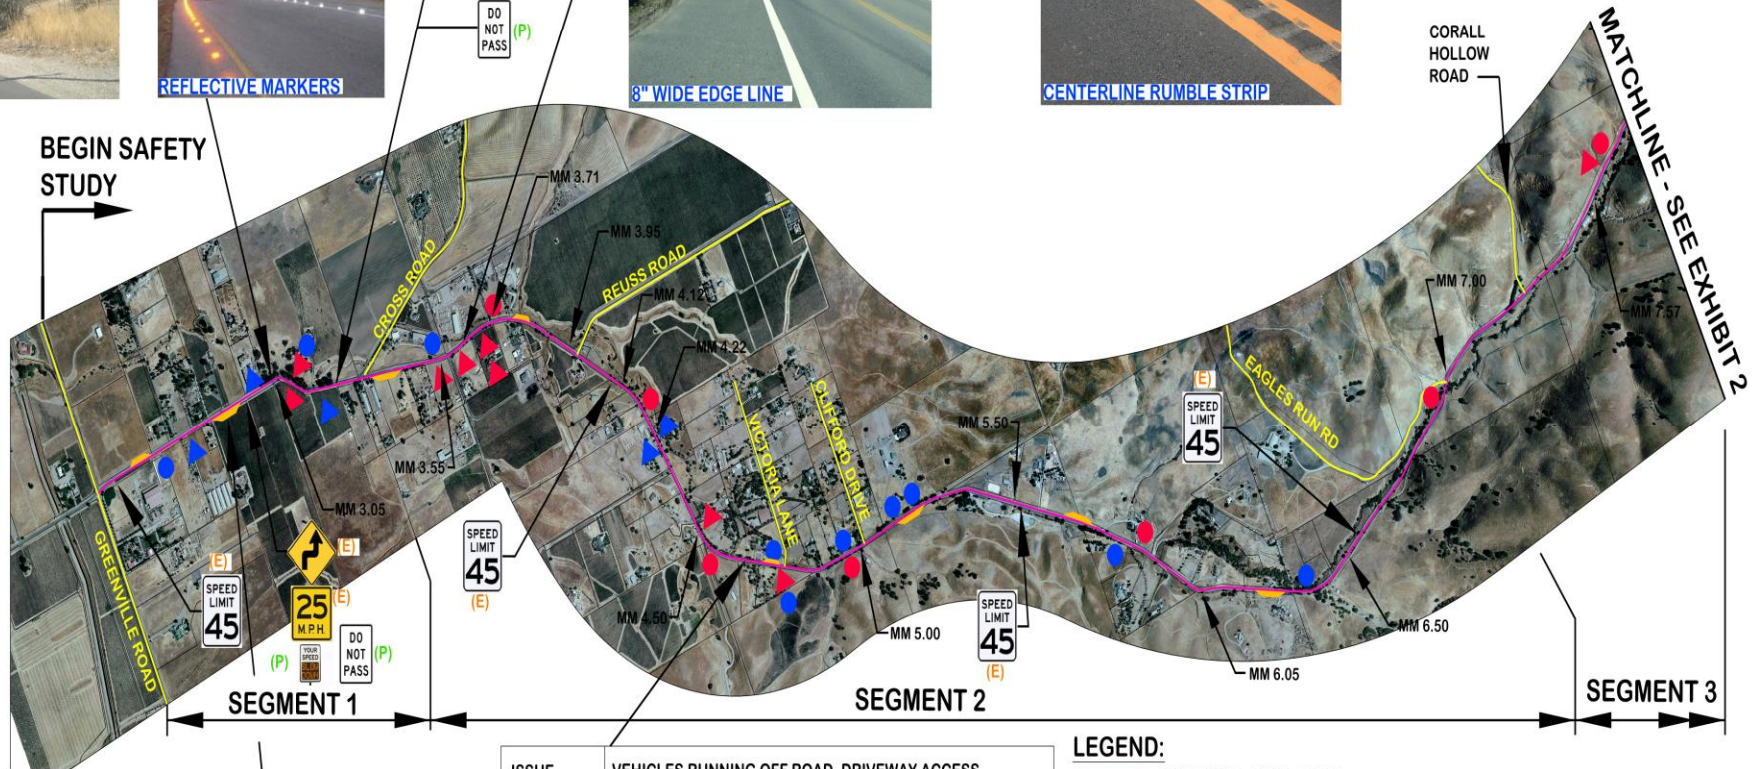 DO
NOT
PASS
(P)
REFLECTIVE MARKERS
8" WIDE EDGE LINE
CENTERLINE RUMBLE STRIP
CORALL
HOLLOW
ROAD
MATCHLINE - SEE EXHIBIT 2
BEGIN SAFETY
STUDY
CROSS ROAD
MM 3.71
MM 3.95
REUSS ROAD
MM 4.12
MM 4.22
MM 7.00
MM 7.57
EAGLES RUN RD
(E)
SPEED
LIMIT
45
VICTORIA LANE
CLIFFORD DRIVE
MM 5.50
MM 3.55
MM 3.05
GREENVILLE ROAD
(E)
SPEED
LIMIT
45
(E)
25
M.P.H.
(E)
(P)
YOUR
SPEED
DO
NOT
PASS
(P)
SPEED
LIMIT
45
(E)
MM 4.50
MM 5.00
SPEED
LIMIT
45
(E)
MM 6.50
MM 6.05
SEGMENT 1
SEGMENT 2
SEGMENT 3
LEGEND:
ISSUE
VEHICLES RUNNING OFF ROAD, DRIVEWAY ACCESS